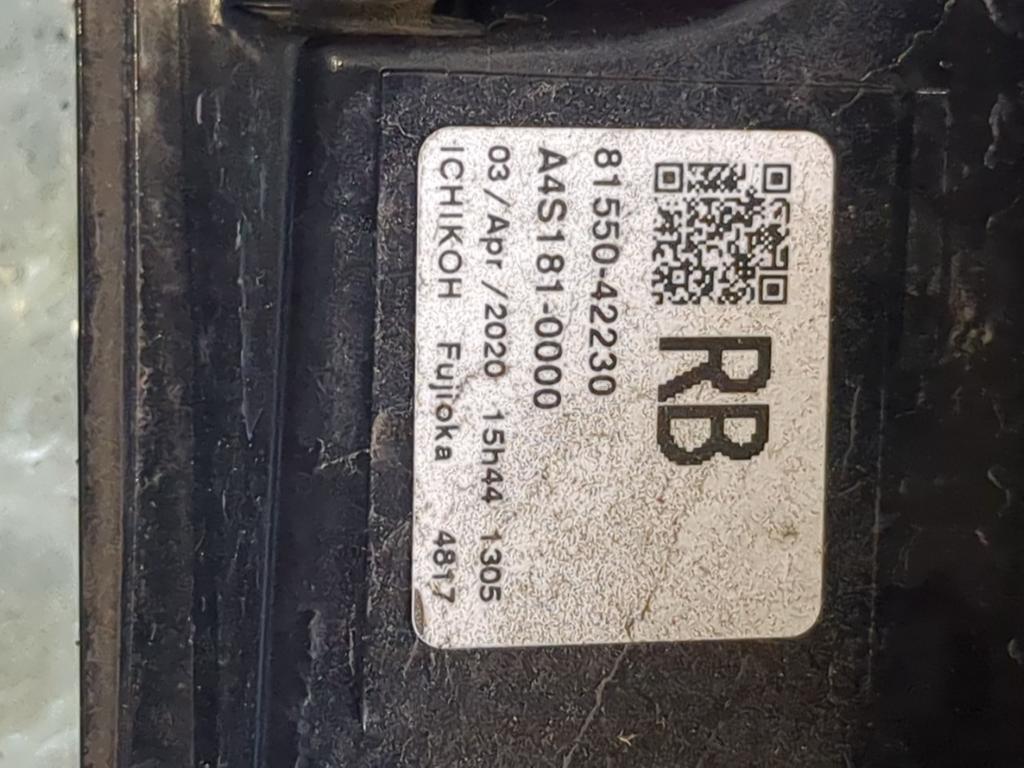 RB
81550-42230
A4S181-0000
03/Apr/2020 15h44 1305
ICHIKOH Fujioka 4817